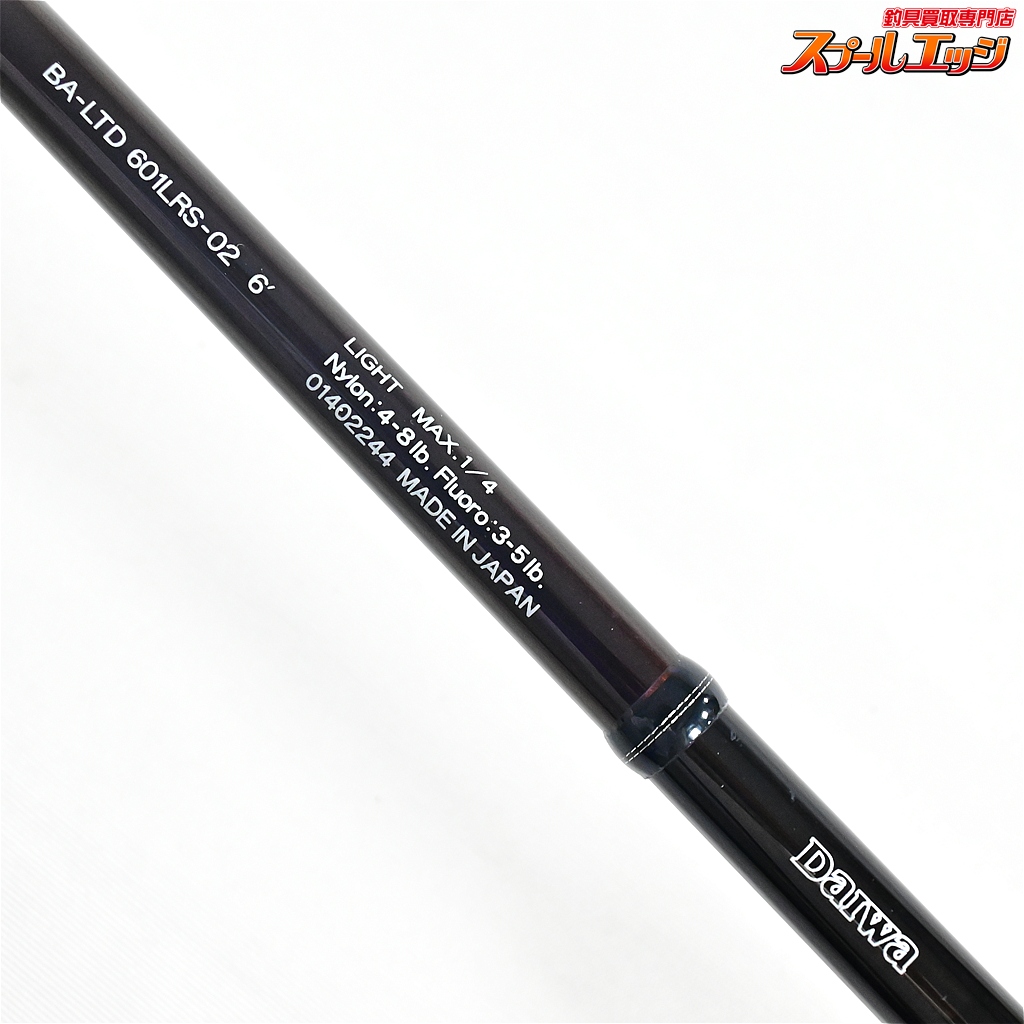 釣具買取専門店
スプールエッジ
BA-LTD 601LRS-02 6′
LIGHT MAX.1/4
Nylon:4-8lb. Fluoro:3-5lb.
01402244 MADE IN JAPAN
Daiwa